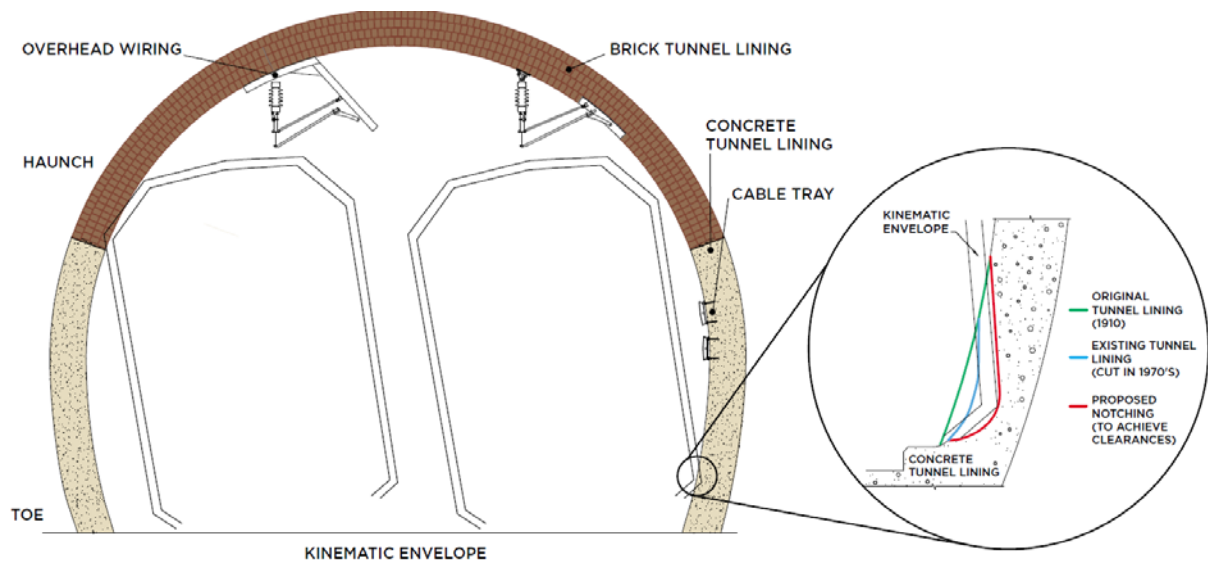 OVERHEAD WIRING
BRICK TUNNEL LINING
HAUNCH
CONCRETE
TUNNEL LINING
CABLE TRAY
TOE
KINEMATIC ENVELOPE
KINEMATIC
ENVELOPE
ORIGINAL
TUNNEL LINING
(1910)
EXISTING TUNNEL
LINING
(CUT IN 1970'S)
PROPOSED
NOTCHING
(TO ACHIEVE
CLEARANCES)
CONCRETE
TUNNEL LINING